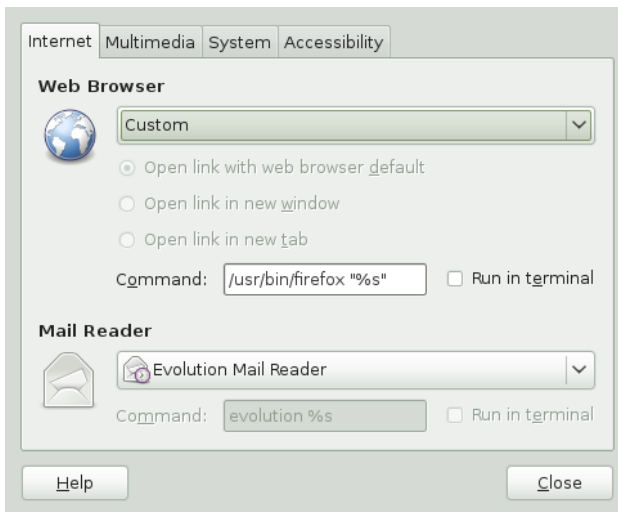 Internet Multimedia System Accessibility
Web Browser
Custom
Open link with web browser default
Open link in new window
Open link in new tab
Command: /usr/bin/firefox "%s" Run in terminal
Mail Reader
Evolution Mail Reader
Command: evolution %s Run in terminal
Help Close